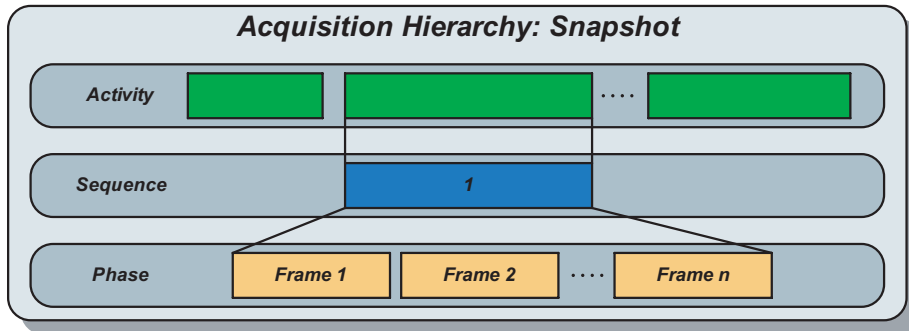 Acquisition Hierarchy: Snapshot
Activity
....
Sequence
1
Phase
Frame 1
Frame 2
....
Frame n